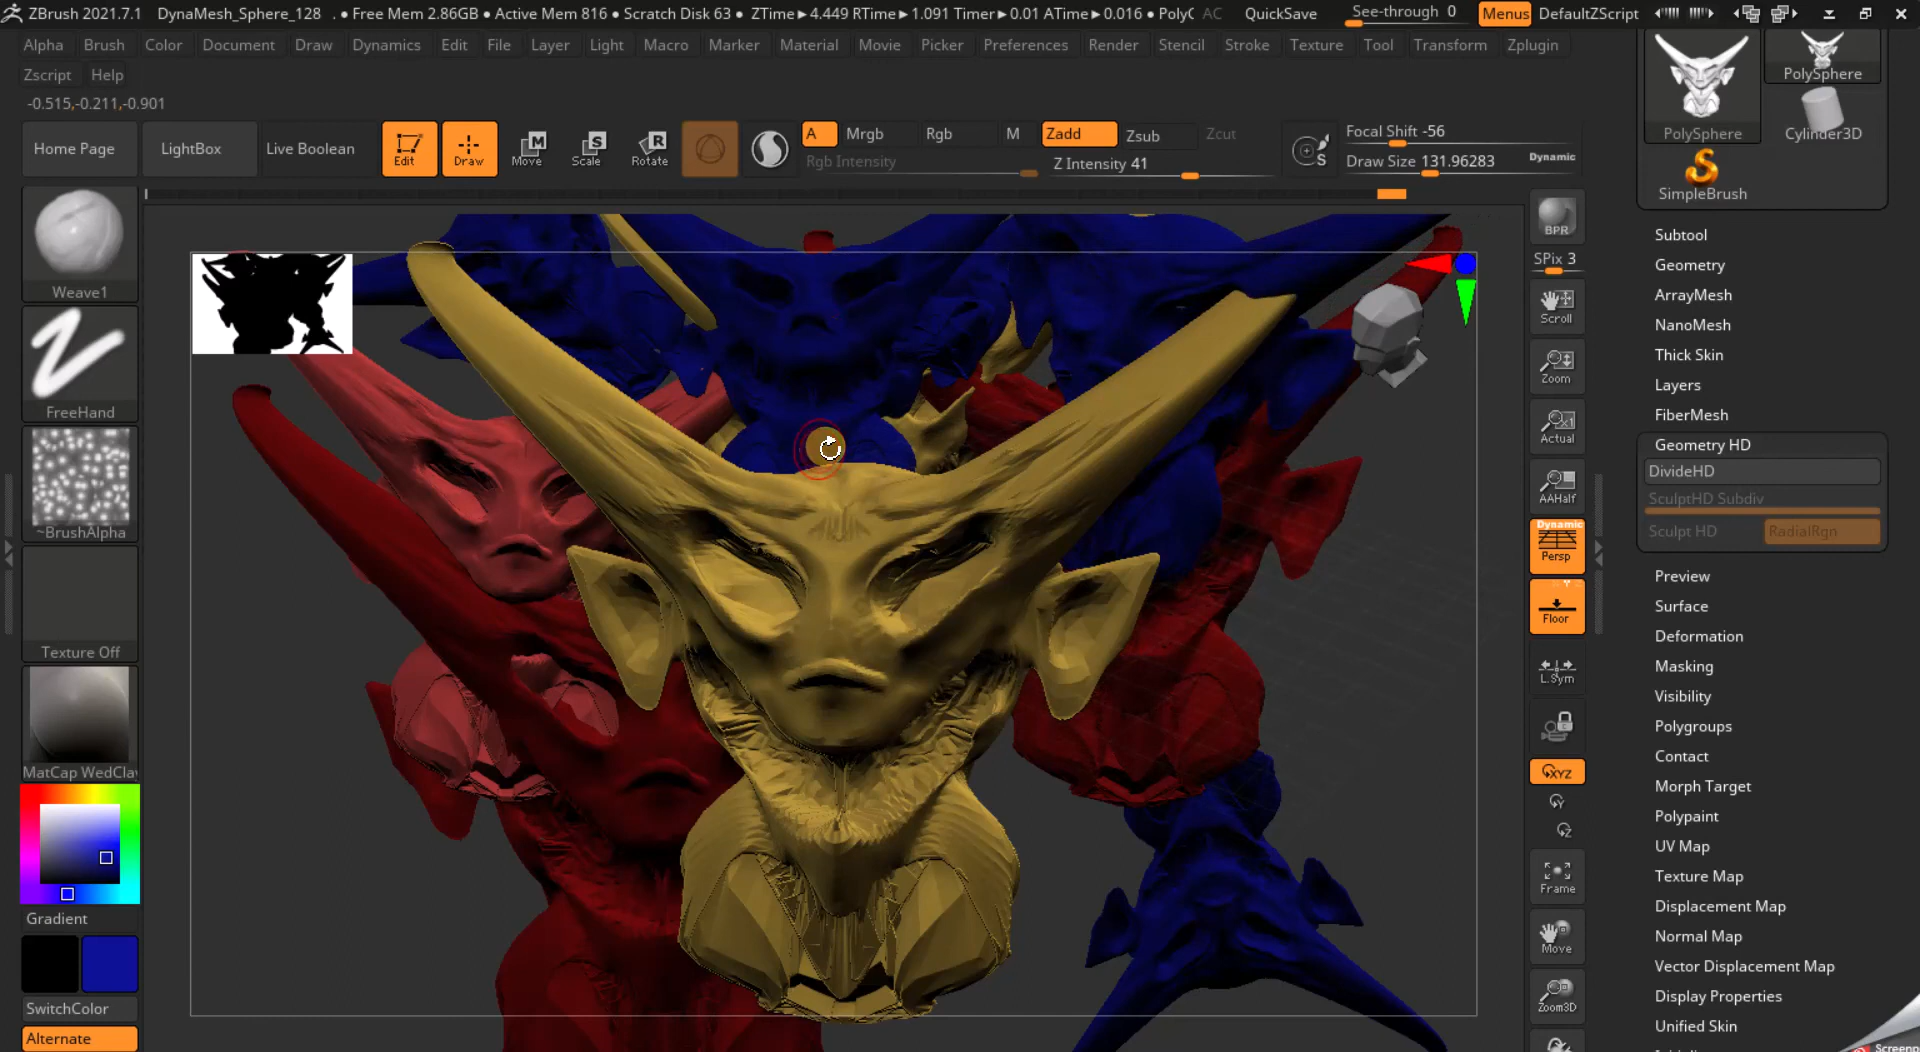 ZBrush 2021.7.1 DynaMesh_Sphere_128 . • Free Mem 2.86GB • Active Mem 816 • Scratch Disk 63 • ZTime►4.449 RTime►1.091 Timer►0.01 ATime►0.016 • PolyC AC QuickSave See-through 0 Menus DefaultZScript
Alpha Brush Color Document Draw Dynamics Edit File Layer Light Macro Marker Material Movie Picker Preferences Render Stencil Stroke Texture Tool Transform Zplugin
Zscript Help
-0.515,-0.211,-0.901
Home Page LightBox Live Boolean Edit Draw Move Scale Rotate
A Mrgb Rgb M Zadd Zsub Zcut
Rgb Intensity Z Intensity 41
S
Focal Shift -56
Draw Size 131.96283 Dynamic
Weave1
FreeHand
~BrushAlpha
Texture Off
MatCap WedClay
Gradient
SwitchColor
Alternate
BPR
SPix 3
Scroll
Zoom
Actual
AAHalf
Dynamic
Persp
Floor
L.Sym
XYZ
Y
Z
Frame
Move
Zoom3D
PolySphere
PolySphere
Cylinder3D
SimpleBrush
Subtool
Geometry
ArrayMesh
NanoMesh
Thick Skin
Layers
FiberMesh
Geometry HD
DivideHD
SculptHD Subdiv
Sculpt HD RadialRgn
Preview
Surface
Deformation
Masking
Visibility
Polygroups
Contact
Morph Target
Polypaint
UV Map
Texture Map
Displacement Map
Normal Map
Vector Displacement Map
Display Properties
Unified Skin